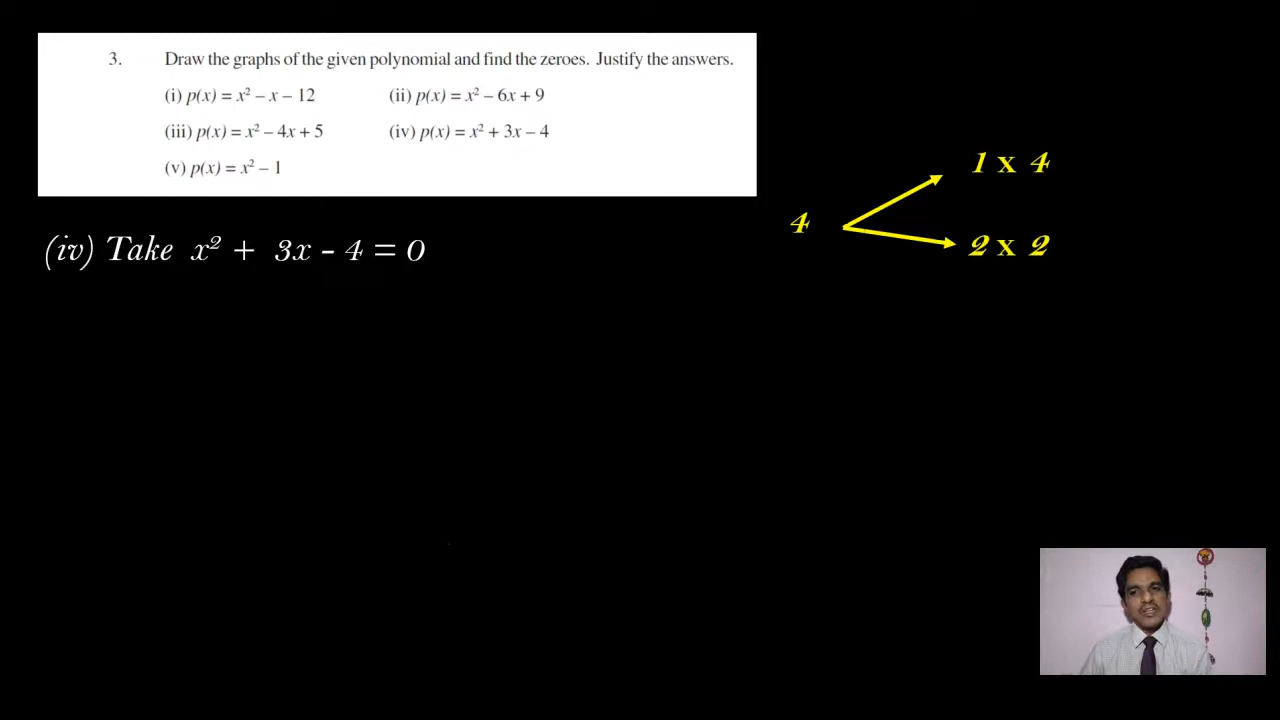 3. Draw the graphs of the given polynomial and find the zeroes. Justify the answers.
(i) p(x) = x² – x – 12 (ii) p(x) = x² – 6x + 9
(iii) p(x) = x² – 4x + 5 (iv) p(x) = x² + 3x – 4
(v) p(x) = x² – 1
(iv) Take x² + 3x - 4 = 0
1 x 4
4
2 x 2